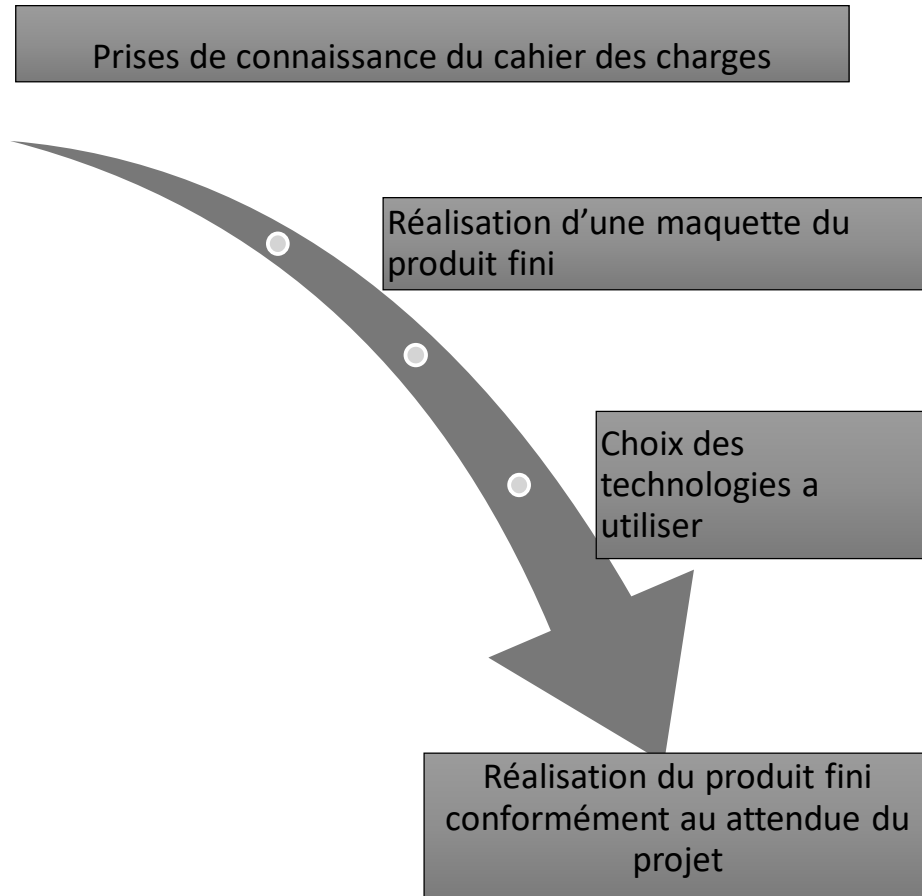 Prises de connaissance du cahier des charges
Réalisation d’une maquette du
produit fini
Choix des
technologies a
utiliser
Réalisation du produit fini
conformément au attendue du
projet